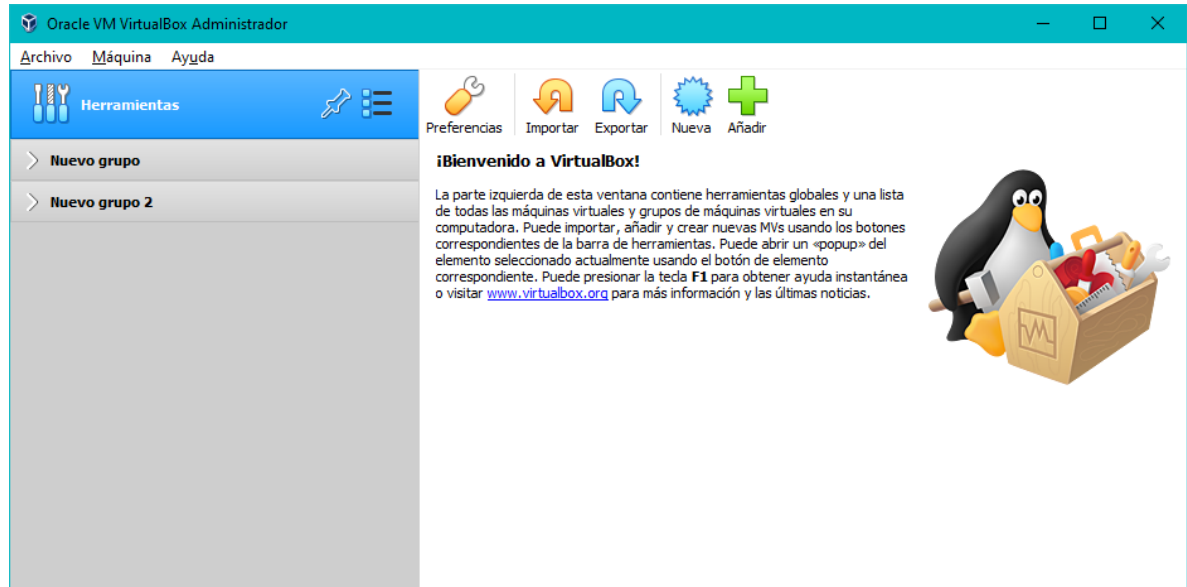 Oracle VM VirtualBox Administrador
Archivo Máquina Ayuda
Herramientas
Nuevo grupo
Nuevo grupo 2
Preferencias Importar Exportar Nueva Añadir
¡Bienvenido a VirtualBox!
La parte izquierda de esta ventana contiene herramientas globales y una lista
de todas las máquinas virtuales y grupos de máquinas virtuales en su
computadora. Puede importar, añadir y crear nuevas MVs usando los botones
correspondientes de la barra de herramientas. Puede abrir un «popup» del
elemento seleccionado actualmente usando el botón de elemento
correspondiente. Puede presionar la tecla F1 para obtener ayuda instantánea
o visitar www.virtualbox.org para más información y las últimas noticias.